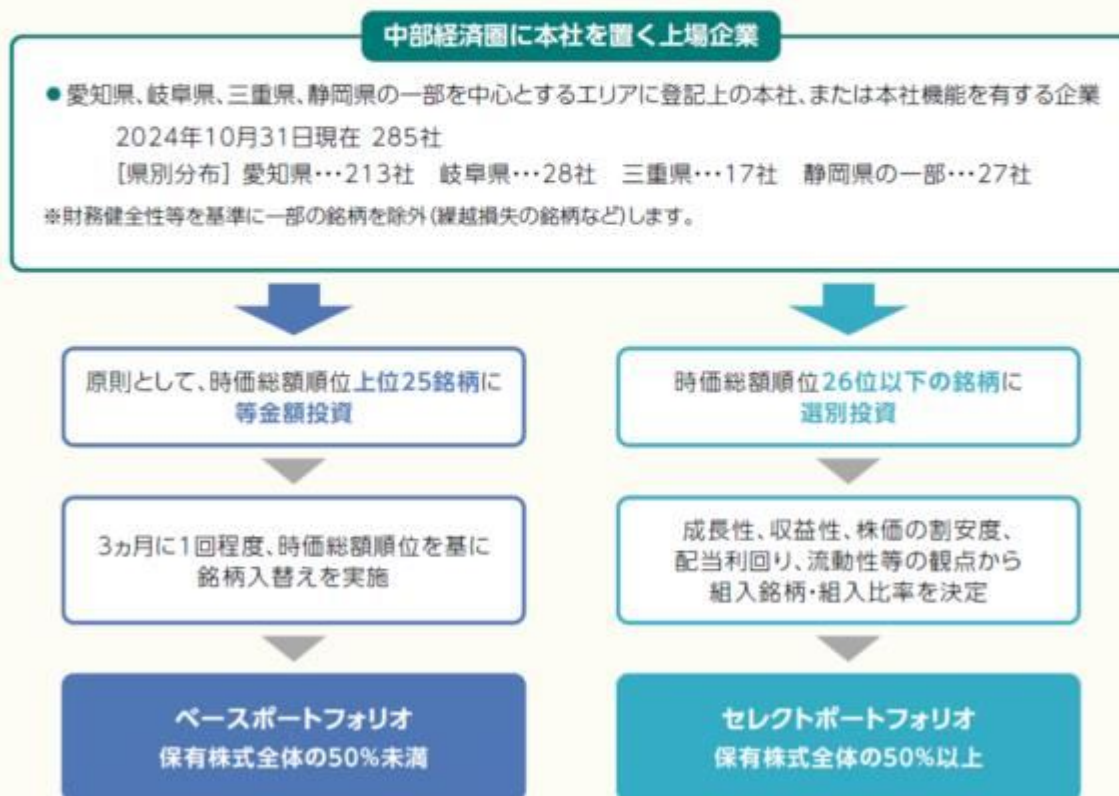 中部経済圏に本社を置く上場企業
●愛知県、岐阜県、三重県、静岡県の一部を中心とするエリアに登記上の本社、または本社機能を有する企業
2024年10月31日現在 285社
[県別分布] 愛知県･･･213社 岐阜県･･･28社 三重県･･･17社 静岡県の一部･･･27社
※財務健全性等を基準に一部の銘柄を除外(繰越損失の銘柄など)します。
原則として、時価総額順位上位25銘柄に
等金額投資
3ヵ月に1回程度、時価総額順位を基に
銘柄入替えを実施
ベースポートフォリオ
保有株式全体の50%未満
時価総額順位26位以下の銘柄に
選別投資
成長性、収益性、株価の割安度、
配当利回り、流動性等の観点から
組入銘柄・組入比率を決定
セレクトポートフォリオ
保有株式全体の50%以上